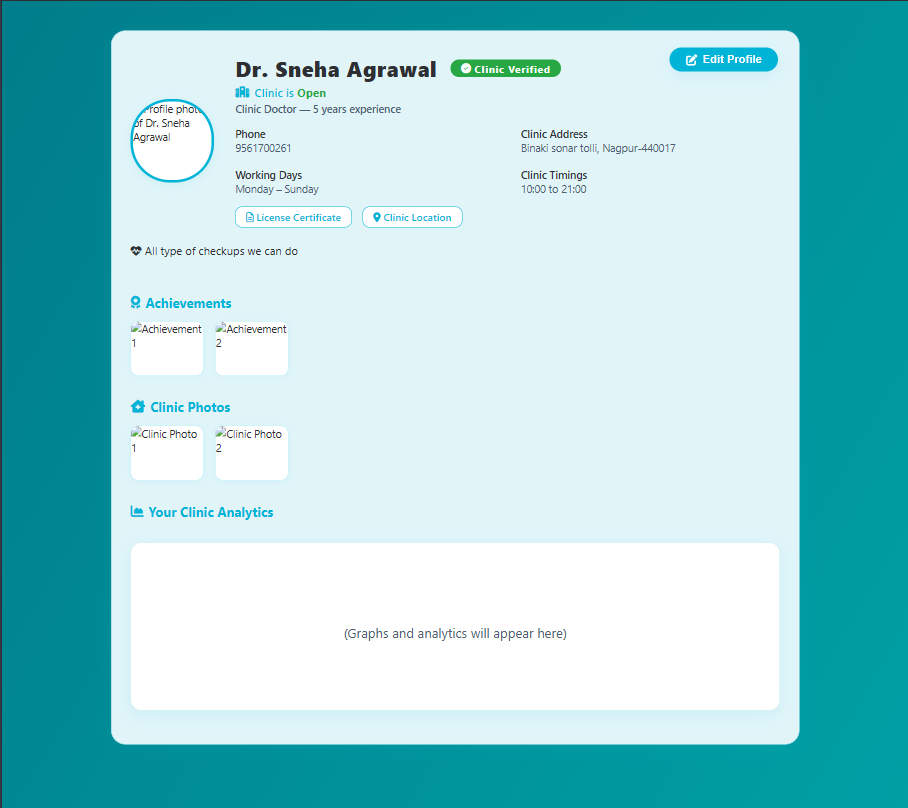 Dr. Sneha Agrawal
Clinic Verified
Edit Profile
Clinic is Open
Clinic Doctor — 5 years experience
Profile photo
of Dr. Sneha
Agrawal
Phone
9561700261
Clinic Address
Binaki sonar tolli, Nagpur-440017
Working Days
Monday – Sunday
Clinic Timings
10:00 to 21:00
License Certificate
Clinic Location
All type of checkups we can do
Achievements
Achievement
1
Achievement
2
Clinic Photos
Clinic Photo
1
Clinic Photo
2
Your Clinic Analytics
(Graphs and analytics will appear here)